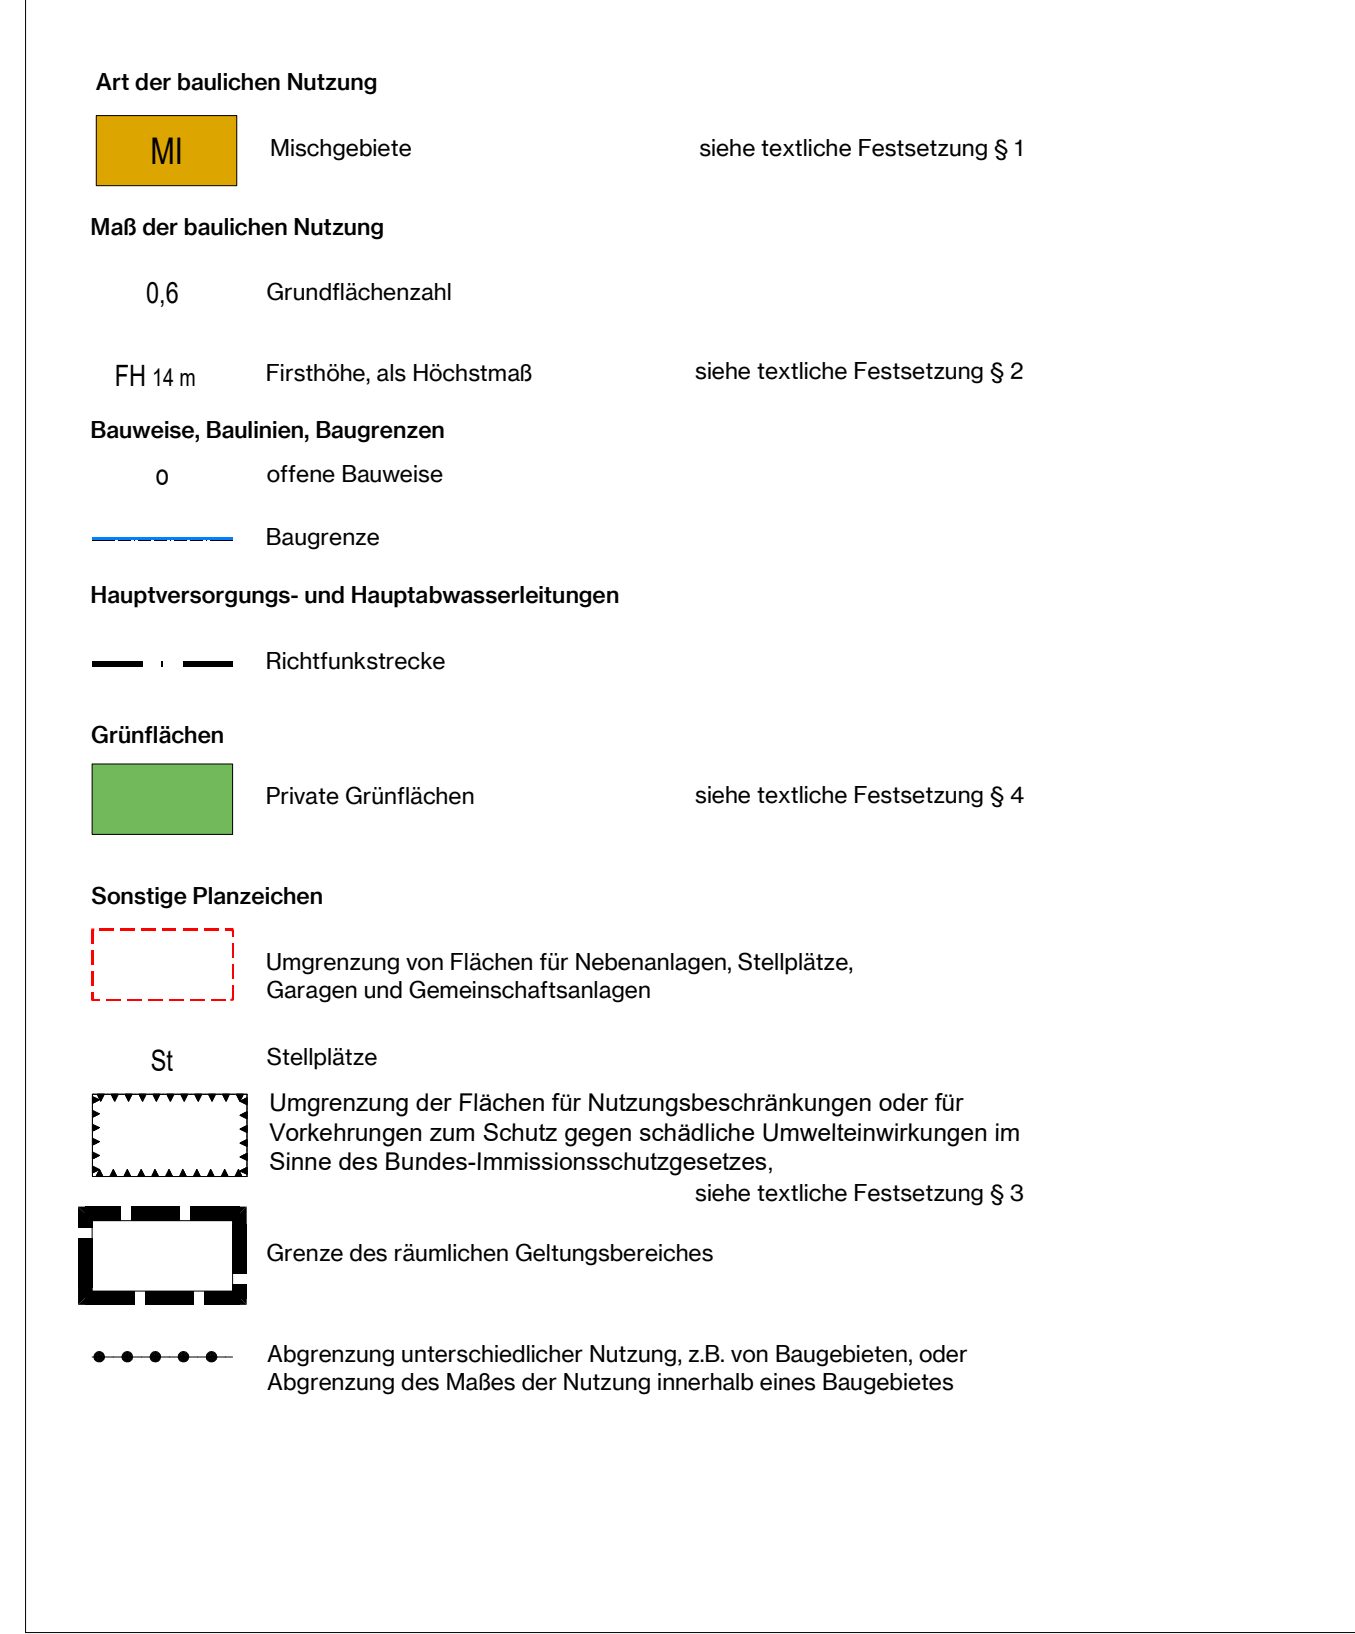 Art der baulichen Nutzung
MI Mischgebiete siehe textliche Festsetzung § 1
Maß der baulichen Nutzung
0,6 Grundflächenzahl
FH 14 m Firsthöhe, als Höchstmaß siehe textliche Festsetzung § 2
Bauweise, Baulinien, Baugrenzen
o offene Bauweise
Baugrenze
Hauptversorgungs- und Hauptabwasserleitungen
Richtfunkstrecke
Grünflächen
Private Grünflächen siehe textliche Festsetzung § 4
Sonstige Planzeichen
Umgrenzung von Flächen für Nebenanlagen, Stellplätze,
Garagen und Gemeinschaftsanlagen
St Stellplätze
Umgrenzung der Flächen für Nutzungsbeschränkungen oder für
Vorkehrungen zum Schutz gegen schädliche Umwelteinwirkungen im
Sinne des Bundes-Immissionsschutzgesetzes,
siehe textliche Festsetzung § 3
Grenze des räumlichen Geltungsbereiches
Abgrenzung unterschiedlicher Nutzung, z.B. von Baugebieten, oder
Abgrenzung des Maßes der Nutzung innerhalb eines Baugebietes